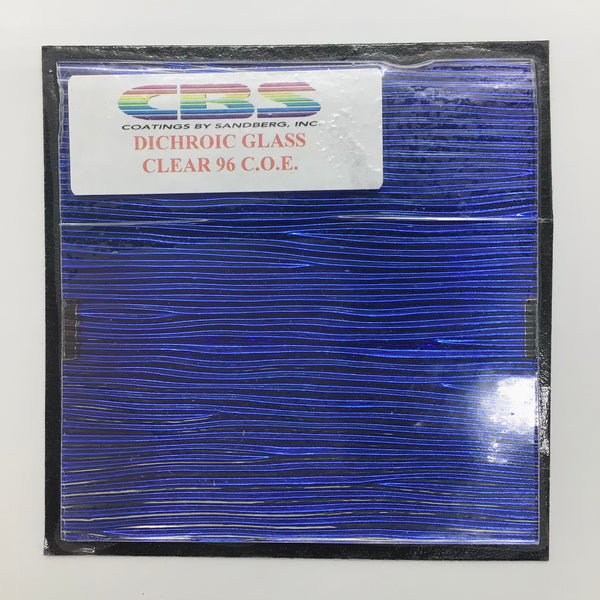 CBS
COATINGS BY SANDBERG, INC
DICHROIC GLASS
CLEAR 96 C.O.E.